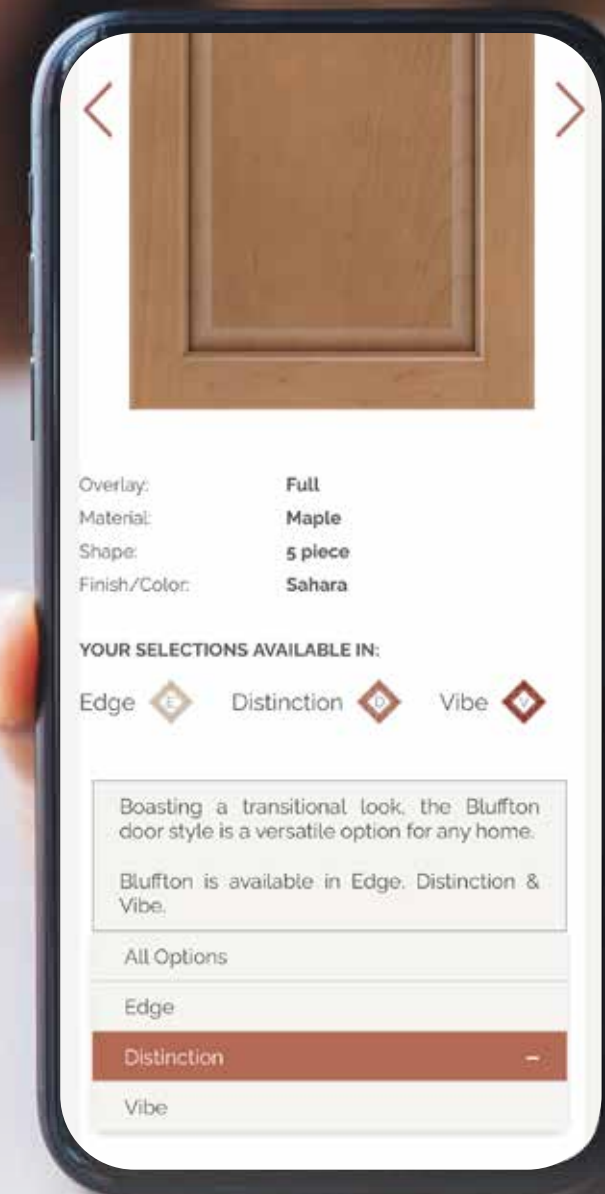 Overlay: Full
Material: Maple
Shape: 5 piece
Finish/Color: Sahara
YOUR SELECTIONS AVAILABLE IN:
Edge E Distinction D Vibe V
Boasting a transitional look, the Bluffton
door style is a versatile option for any home.
Bluffton is available in Edge, Distinction &
Vibe.
All Options
Edge
Distinction –
Vibe